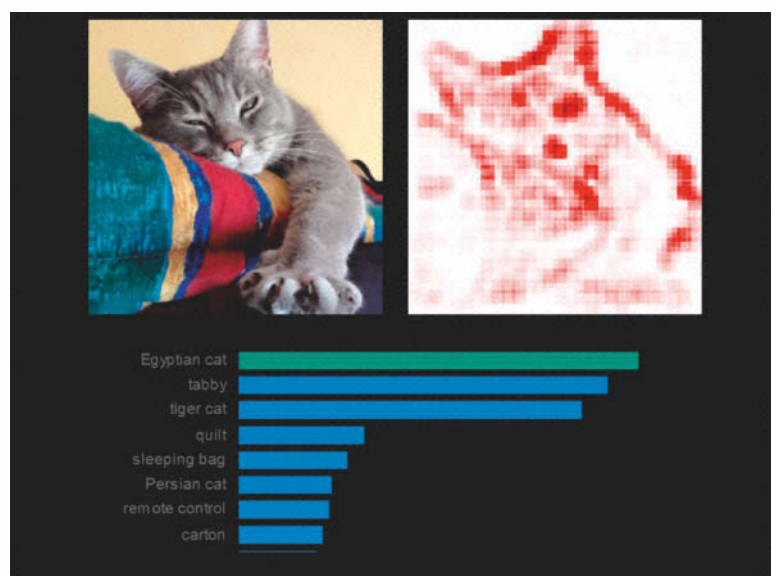 Egyptian cat
tabby
tiger cat
quilt
sleeping bag
Persian cat
remote control
carton